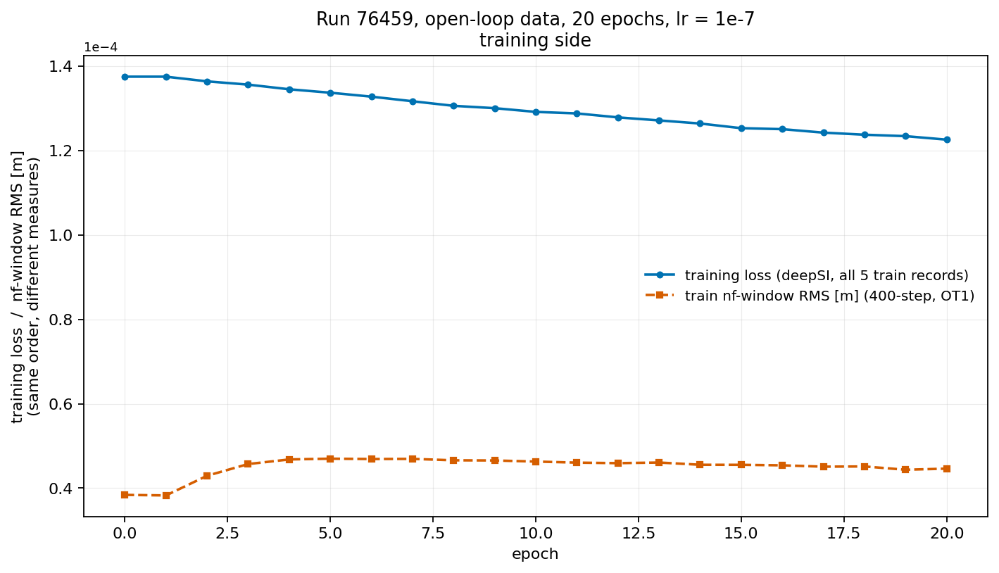 Run 76459, open-loop data, 20 epochs, lr = 1e-7
training side
1e−4
1.4
1.2
1.0
0.8
0.6
0.4
training loss / nf-window RMS [m]
(same order, different measures)
training loss (deepSI, all 5 train records)
train nf-window RMS [m] (400-step, OT1)
0.0 2.5 5.0 7.5 10.0 12.5 15.0 17.5 20.0
epoch